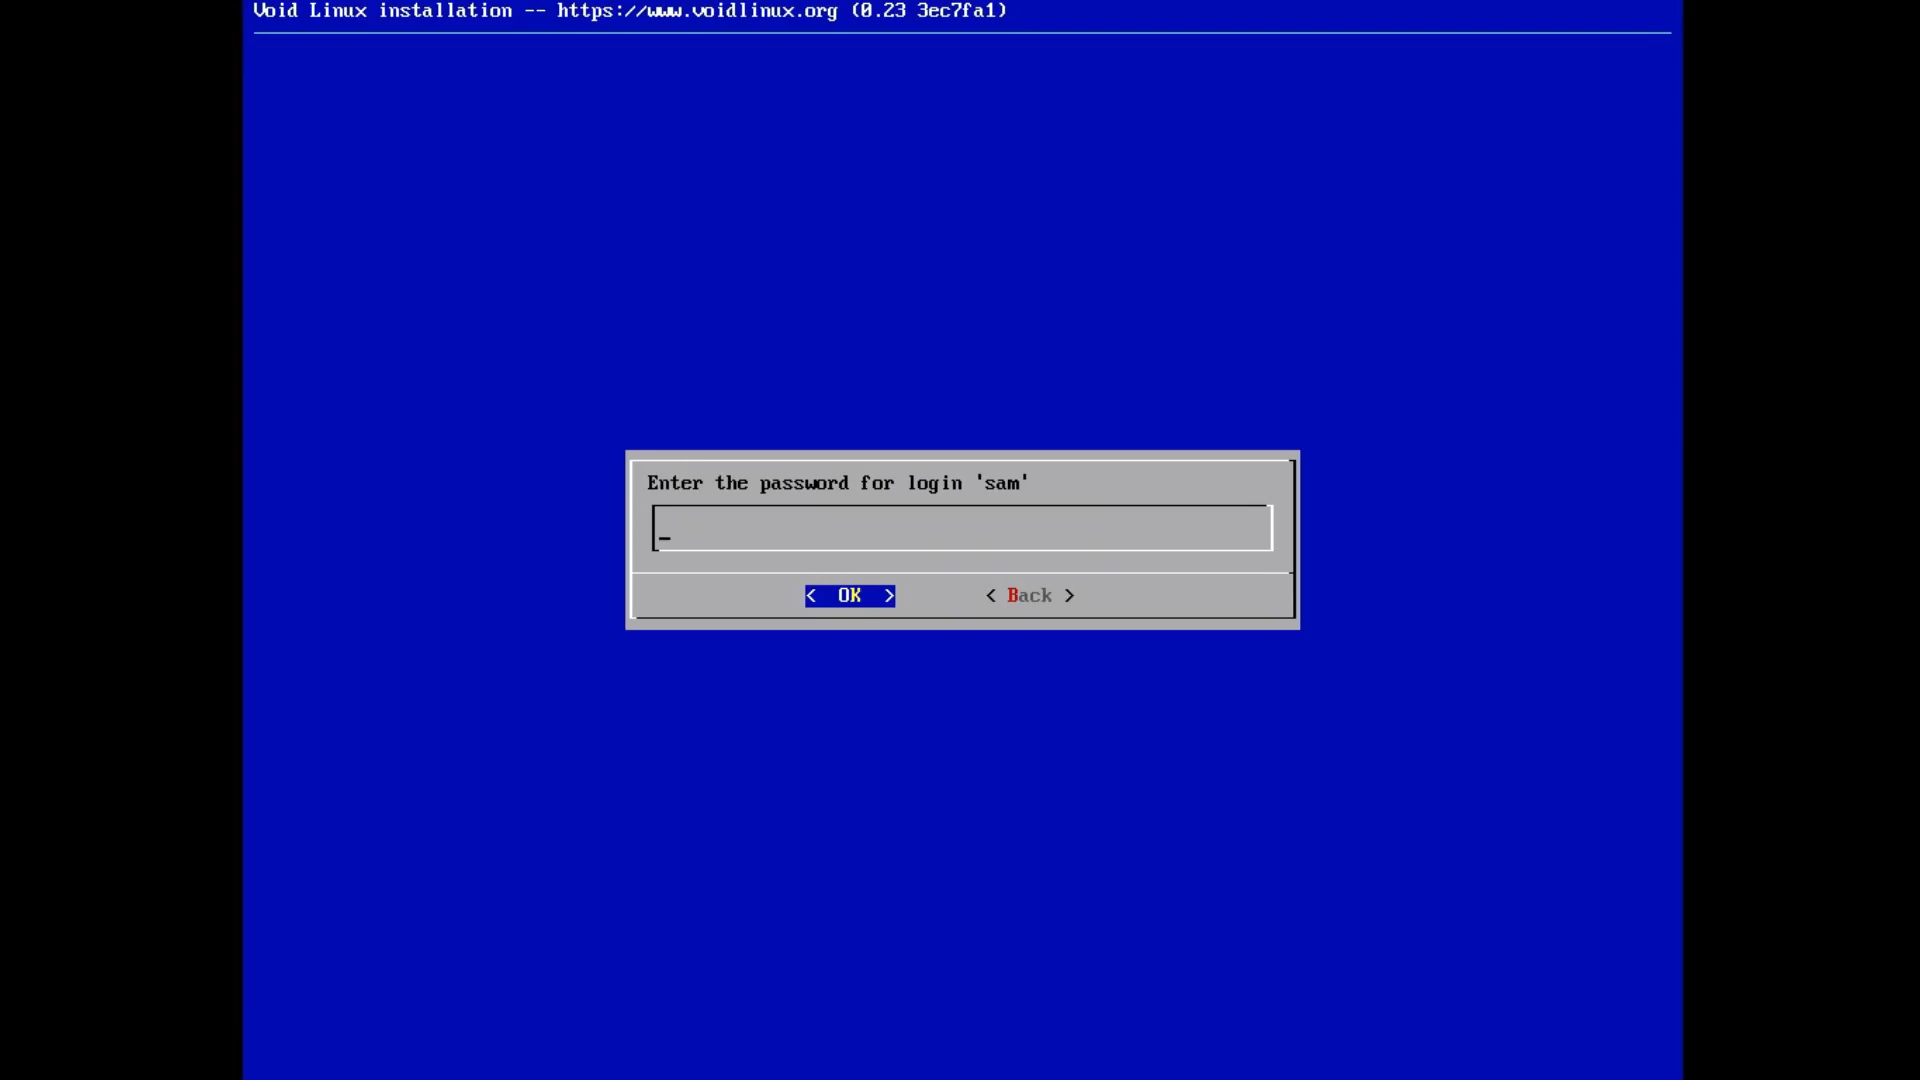 Void Linux installation -- https://www.voidlinux.org (0.23 3ec7fa1)
Enter the password for login 'sam'
_
< OK > < Back >